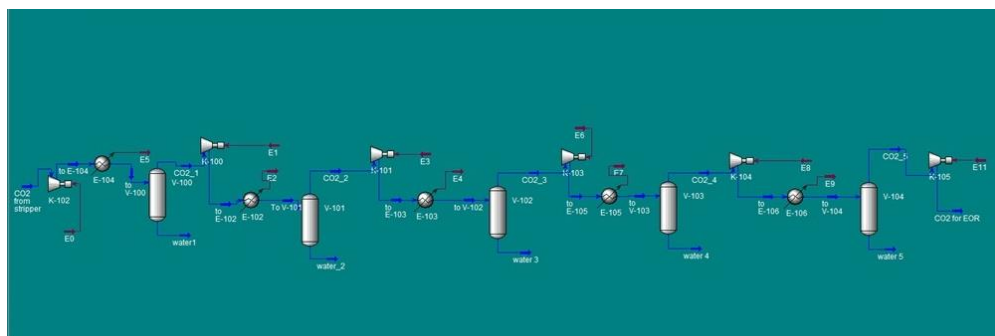 CO2
from
stripper
K-102
E0
to E-104
E-104
E5
to
V-100
CO2_1
V-100
water1
K-100
E1
to
E-102
E2
E-102
To V-101
CO2_2
V-101
water_2
K-101
E3
to
E-103
E4
E-103
to V-102
CO2_3
V-102
water 3
E6
K-103
to
E-105
E7
E-105
to
V-103
CO2_4
V-103
water 4
K-104
E8
to
E-106
E9
E-106
to
V-104
CO2_5
V-104
water 5
K-105
E11
CO2 for EOR